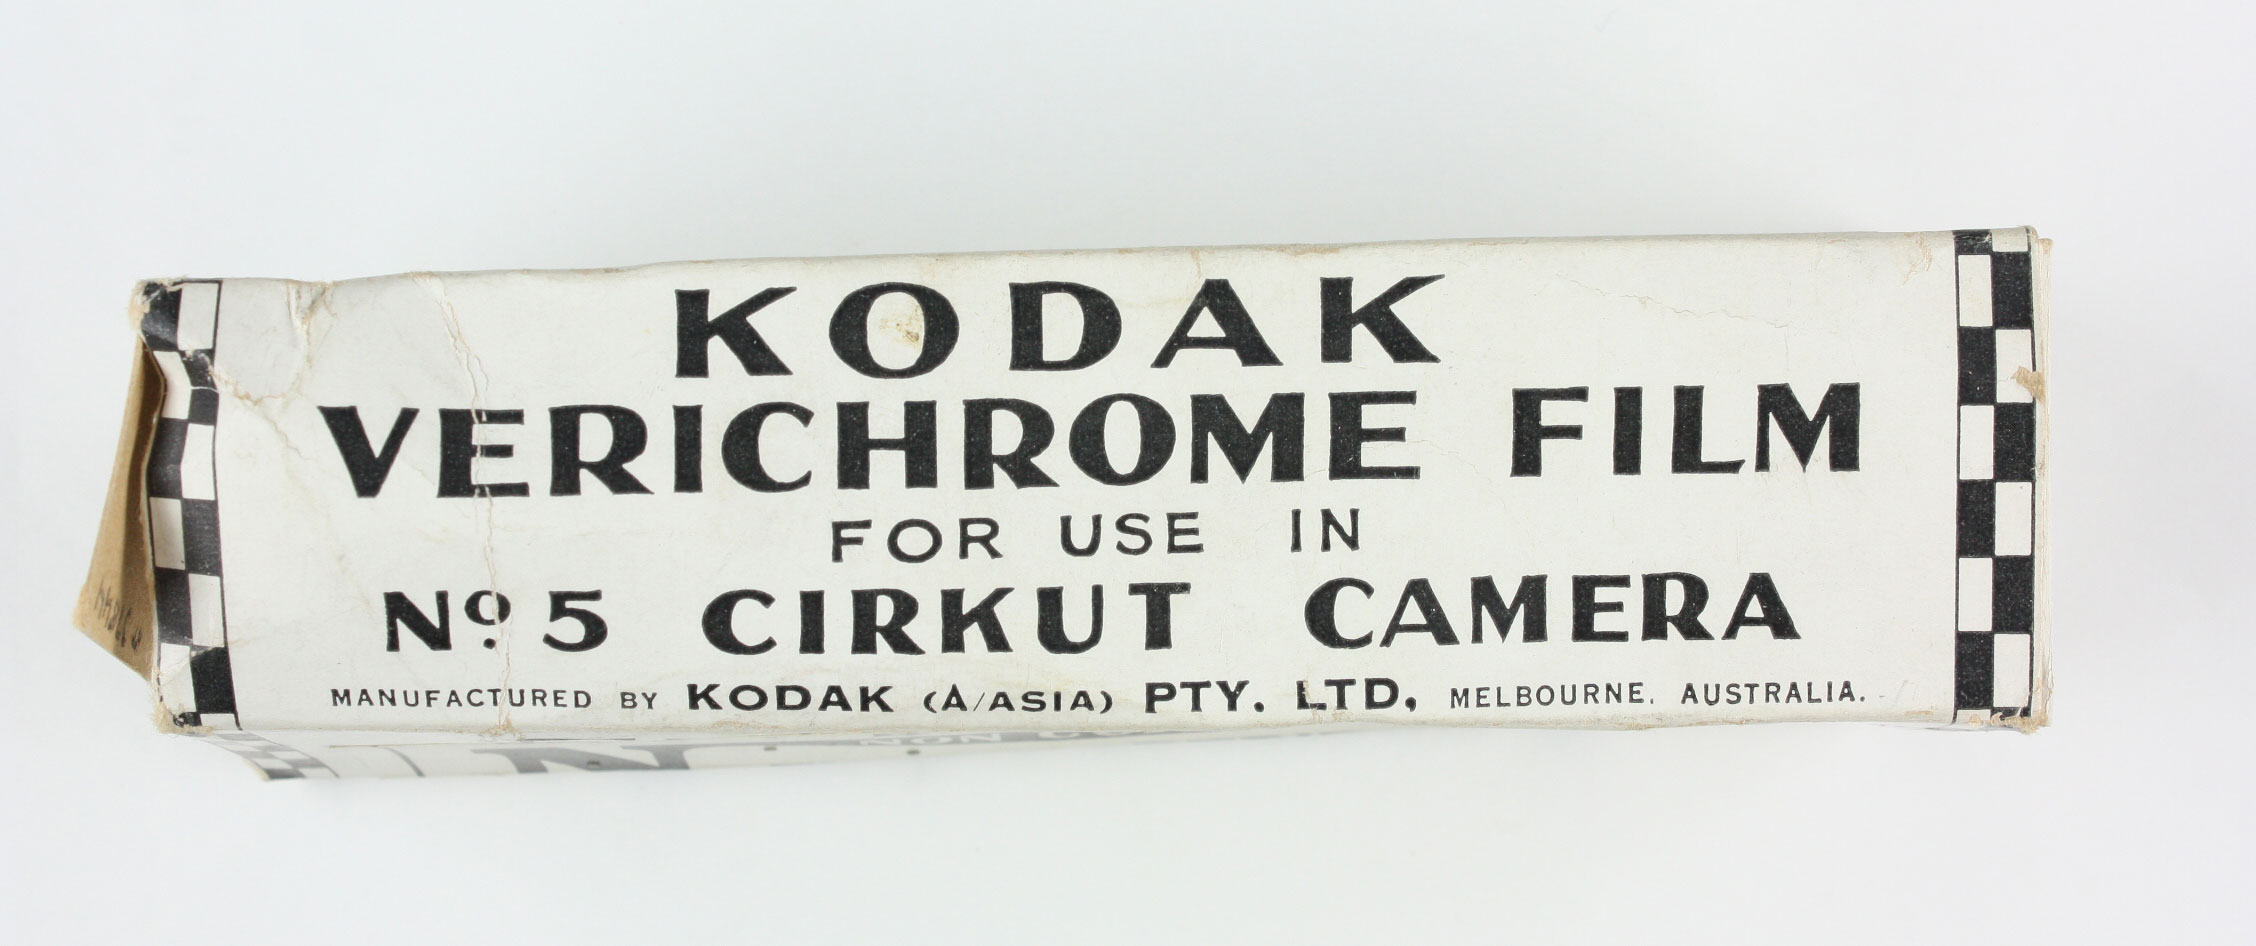 KODAK
VERICHROME FILM
FOR USE IN
Nº 5 CIRKUT CAMERA
MANUFACTURED BY KODAK (A/ASIA) PTY. LTD, MELBOURNE. AUSTRALIA.